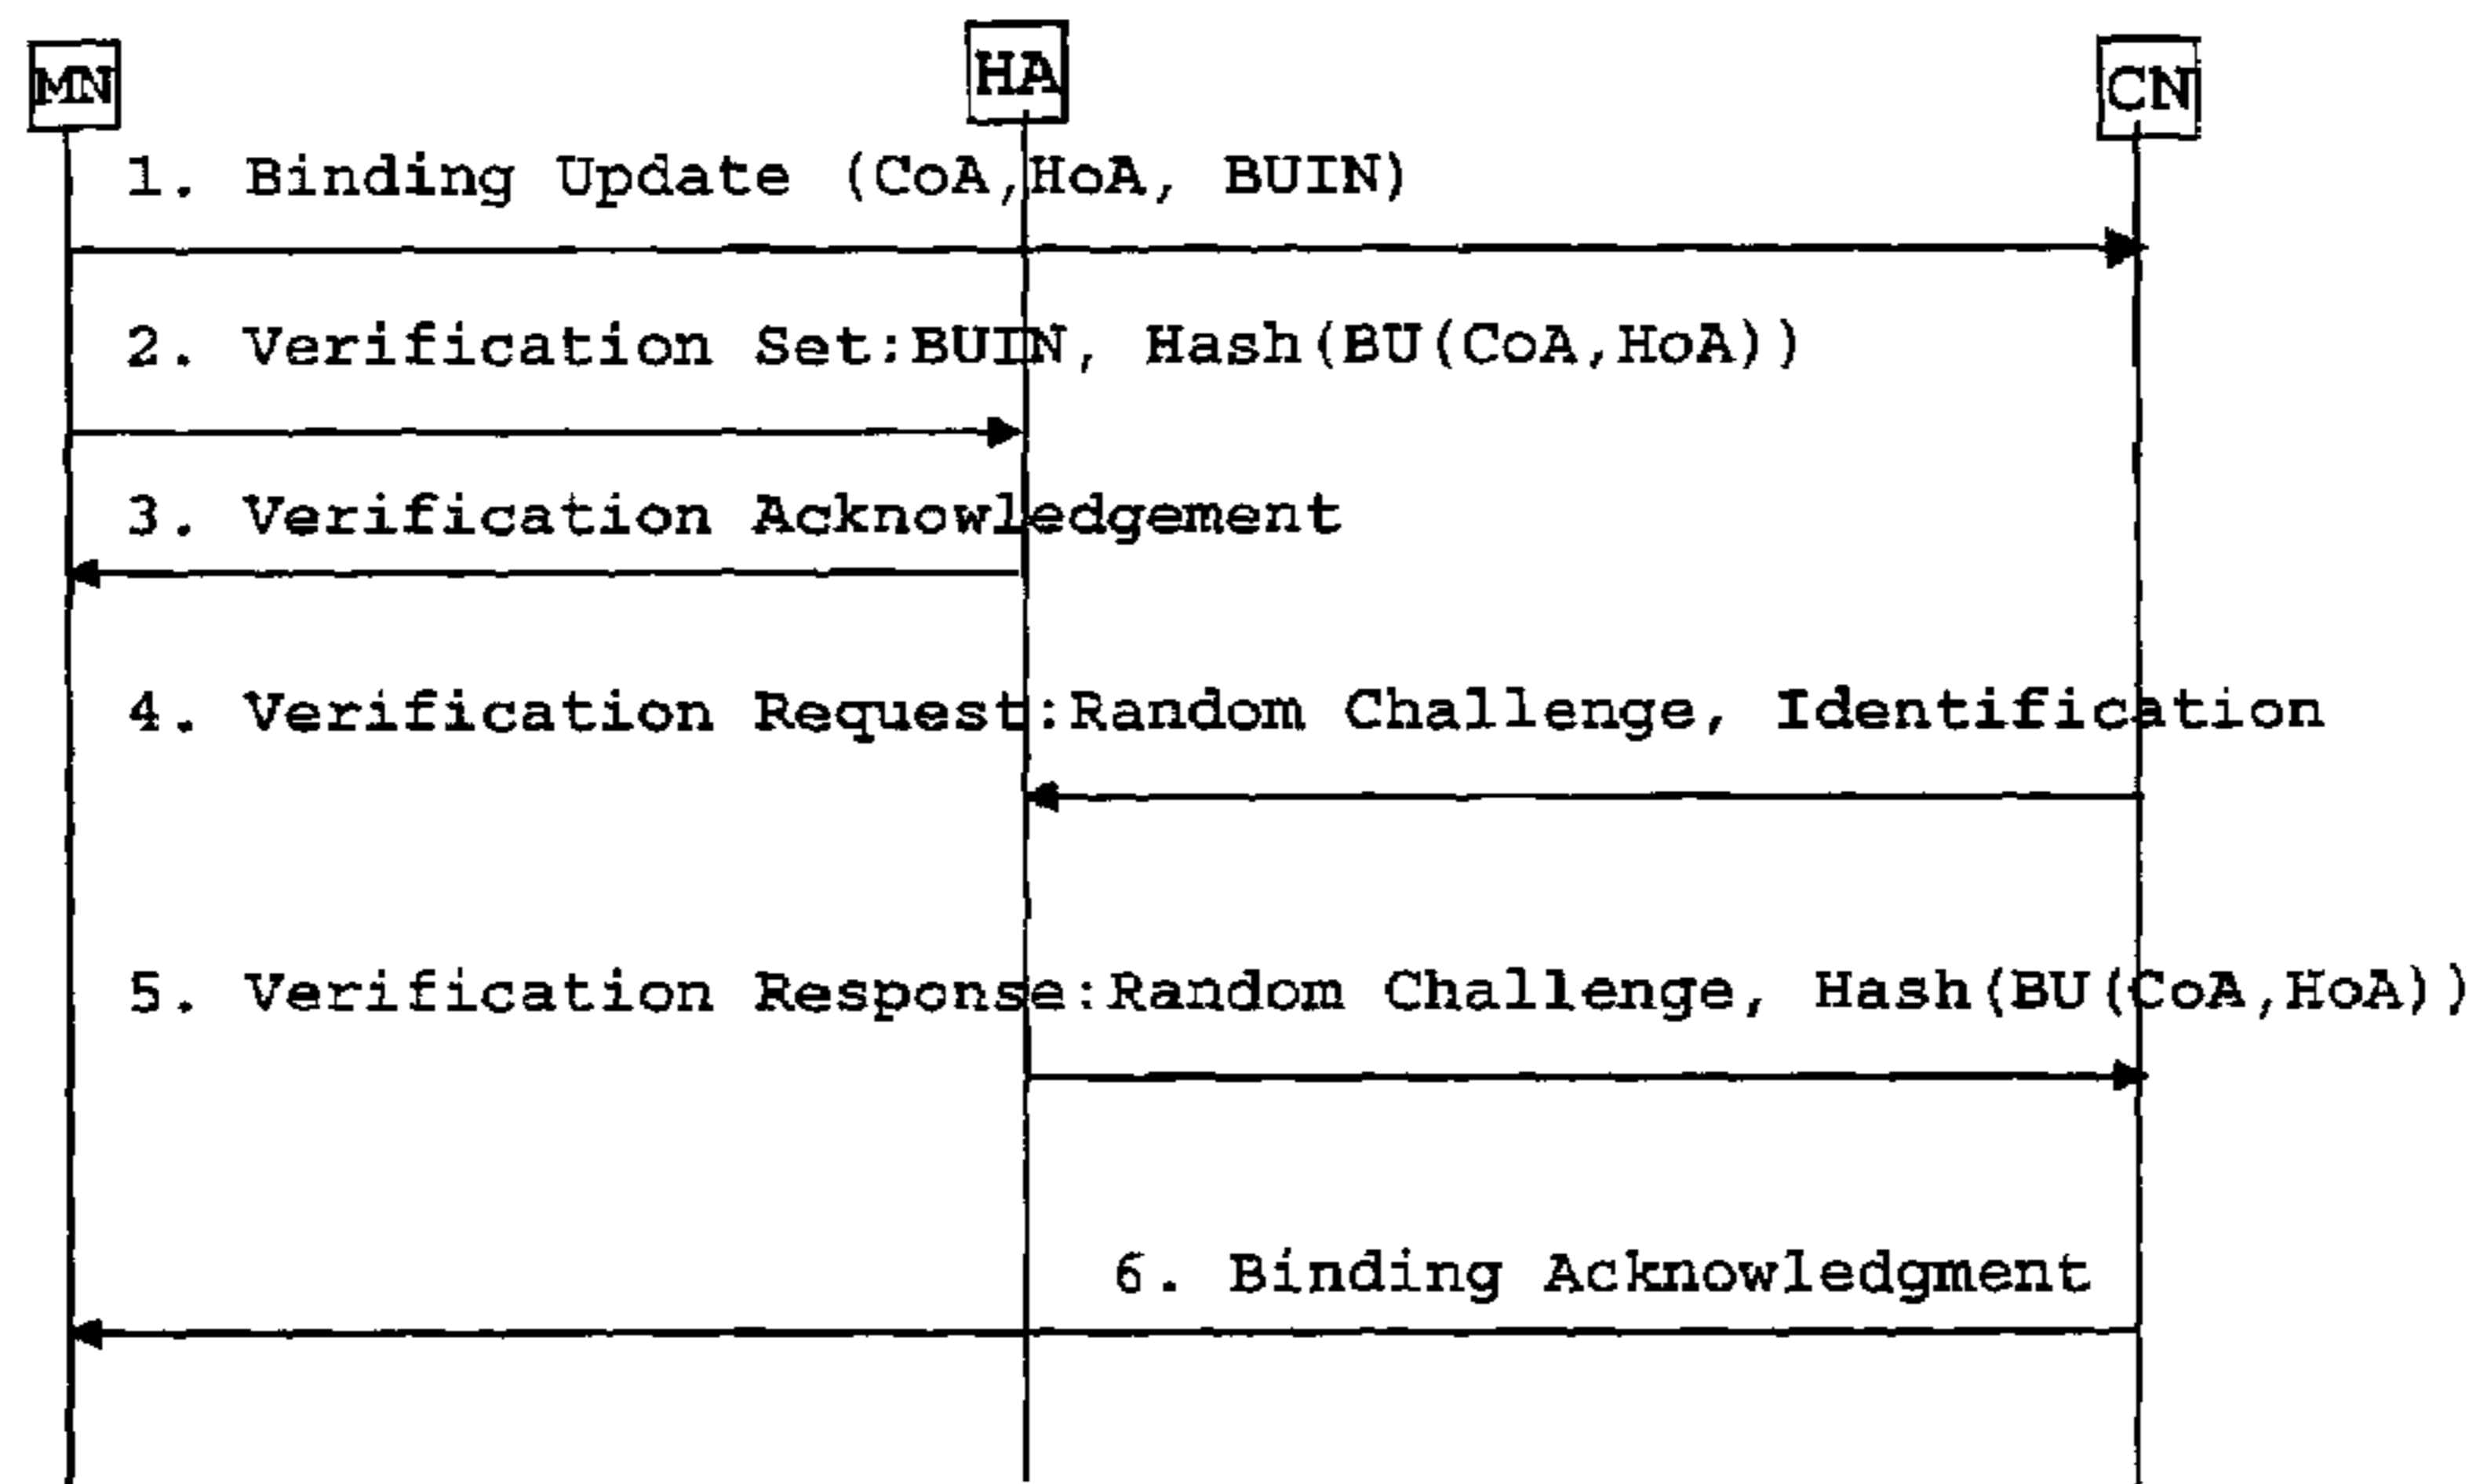 MN
HA
CN
1. Binding Update (CoA,HoA, BUIN)
2. Verification Set:BUIN, Hash(BU(CoA,HoA))
3. Verification Acknowledgement
4. Verification Request:Random Challenge, Identification
5. Verification Response:Random Challenge, Hash(BU(CoA,HoA))
6. Binding Acknowledgment